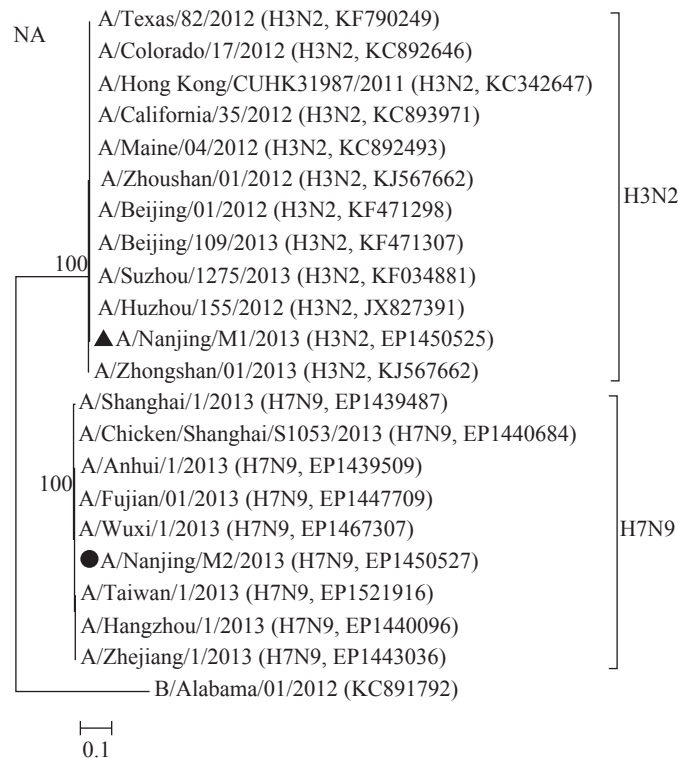 NA
A/Texas/82/2012 (H3N2, KF790249)
A/Colorado/17/2012 (H3N2, KC892646)
A/Hong Kong/CUHK31987/2011 (H3N2, KC342647)
A/California/35/2012 (H3N2, KC893971)
A/Maine/04/2012 (H3N2, KC892493)
A/Zhoushan/01/2012 (H3N2, KJ567662)
A/Beijing/01/2012 (H3N2, KF471298)
A/Beijing/109/2013 (H3N2, KF471307)
A/Suzhou/1275/2013 (H3N2, KF034881)
A/Huzhou/155/2012 (H3N2, JX827391)
A/Nanjing/M1/2013 (H3N2, EP1450525)
A/Zhongshan/01/2013 (H3N2, KJ567662)
100
H3N2
A/Shanghai/1/2013 (H7N9, EP1439487)
A/Chicken/Shanghai/S1053/2013 (H7N9, EP1440684)
A/Anhui/1/2013 (H7N9, EP1439509)
A/Fujian/01/2013 (H7N9, EP1447709)
A/Wuxi/1/2013 (H7N9, EP1467307)
A/Nanjing/M2/2013 (H7N9, EP1450527)
A/Taiwan/1/2013 (H7N9, EP1521916)
A/Hangzhou/1/2013 (H7N9, EP1440096)
A/Zhejiang/1/2013 (H7N9, EP1443036)
100
H7N9
B/Alabama/01/2012 (KC891792)
0.1